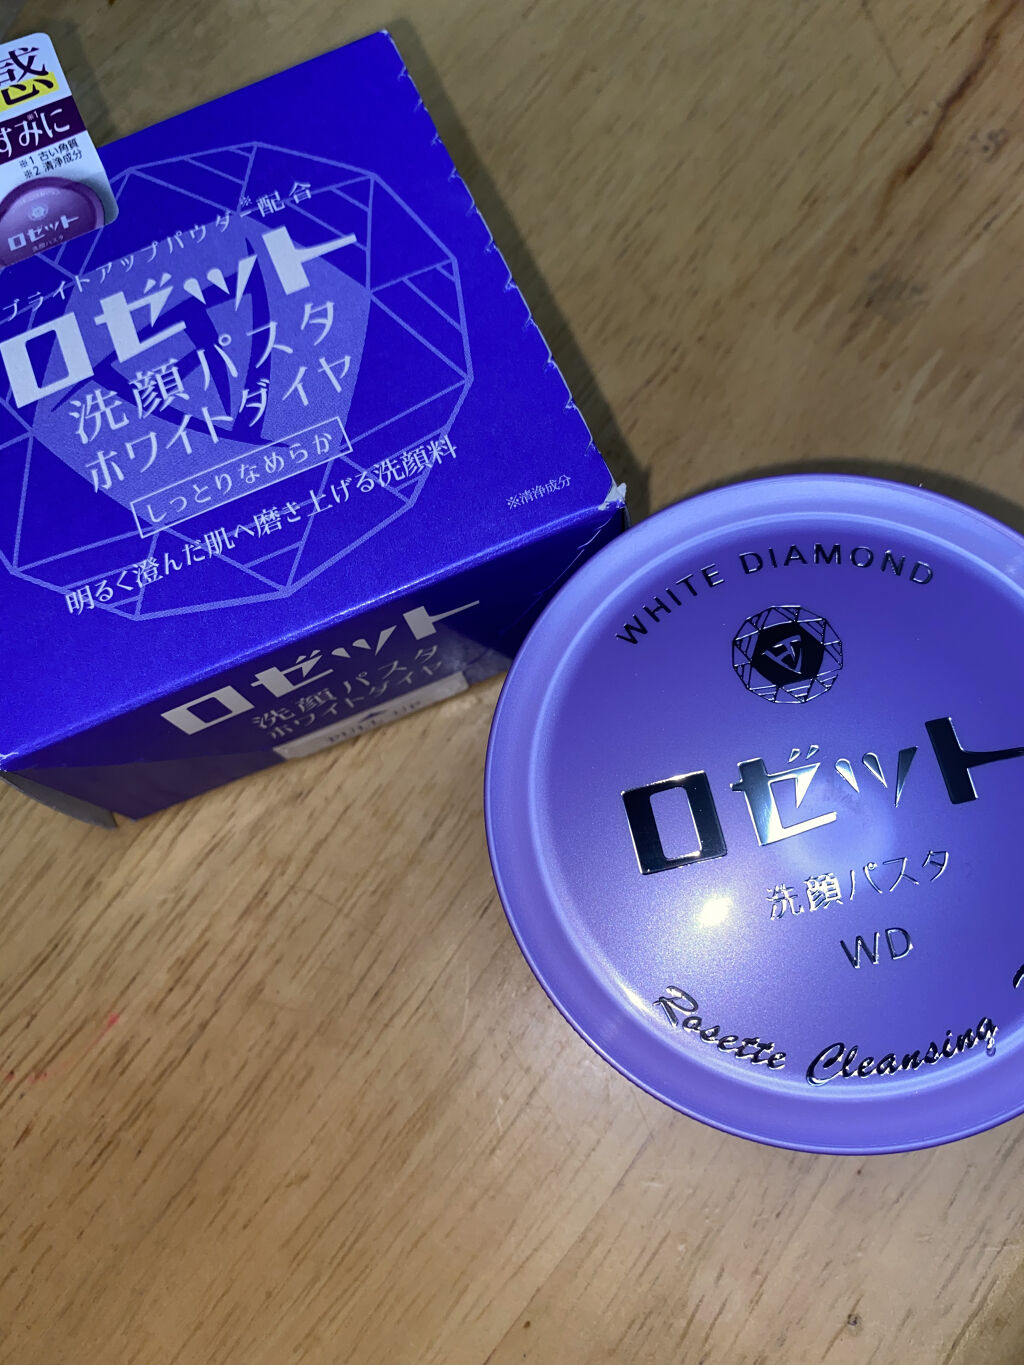 惑
すみに
※1
※1 古い角質
※2 清浄成分
ロゼット
洗顔パスタ
ブライトアップパウダー※配合
ロゼット
洗顔パスタ
ホワイトダイヤ
しっとりなめらか
明るく澄んだ肌へ磨き上げる洗顔料
※清浄成分
ロゼット
洗顔パスタ
ホワイトダイヤ
PULL UP
WHITE DIAMOND
ロゼット
洗顔パスタ
WD
Rosette Cleansing